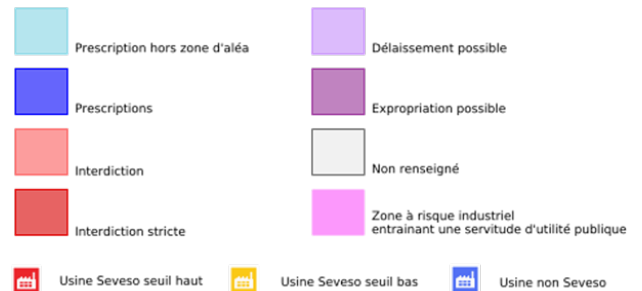 Prescription hors zone d'aléa
Délaissement possible
Prescriptions
Expropriation possible
Interdiction
Non renseigné
Interdiction stricte
Zone à risque industriel
entrainant une servitude d'utilité publique
Usine Seveso seuil haut
Usine Seveso seuil bas
Usine non Seveso